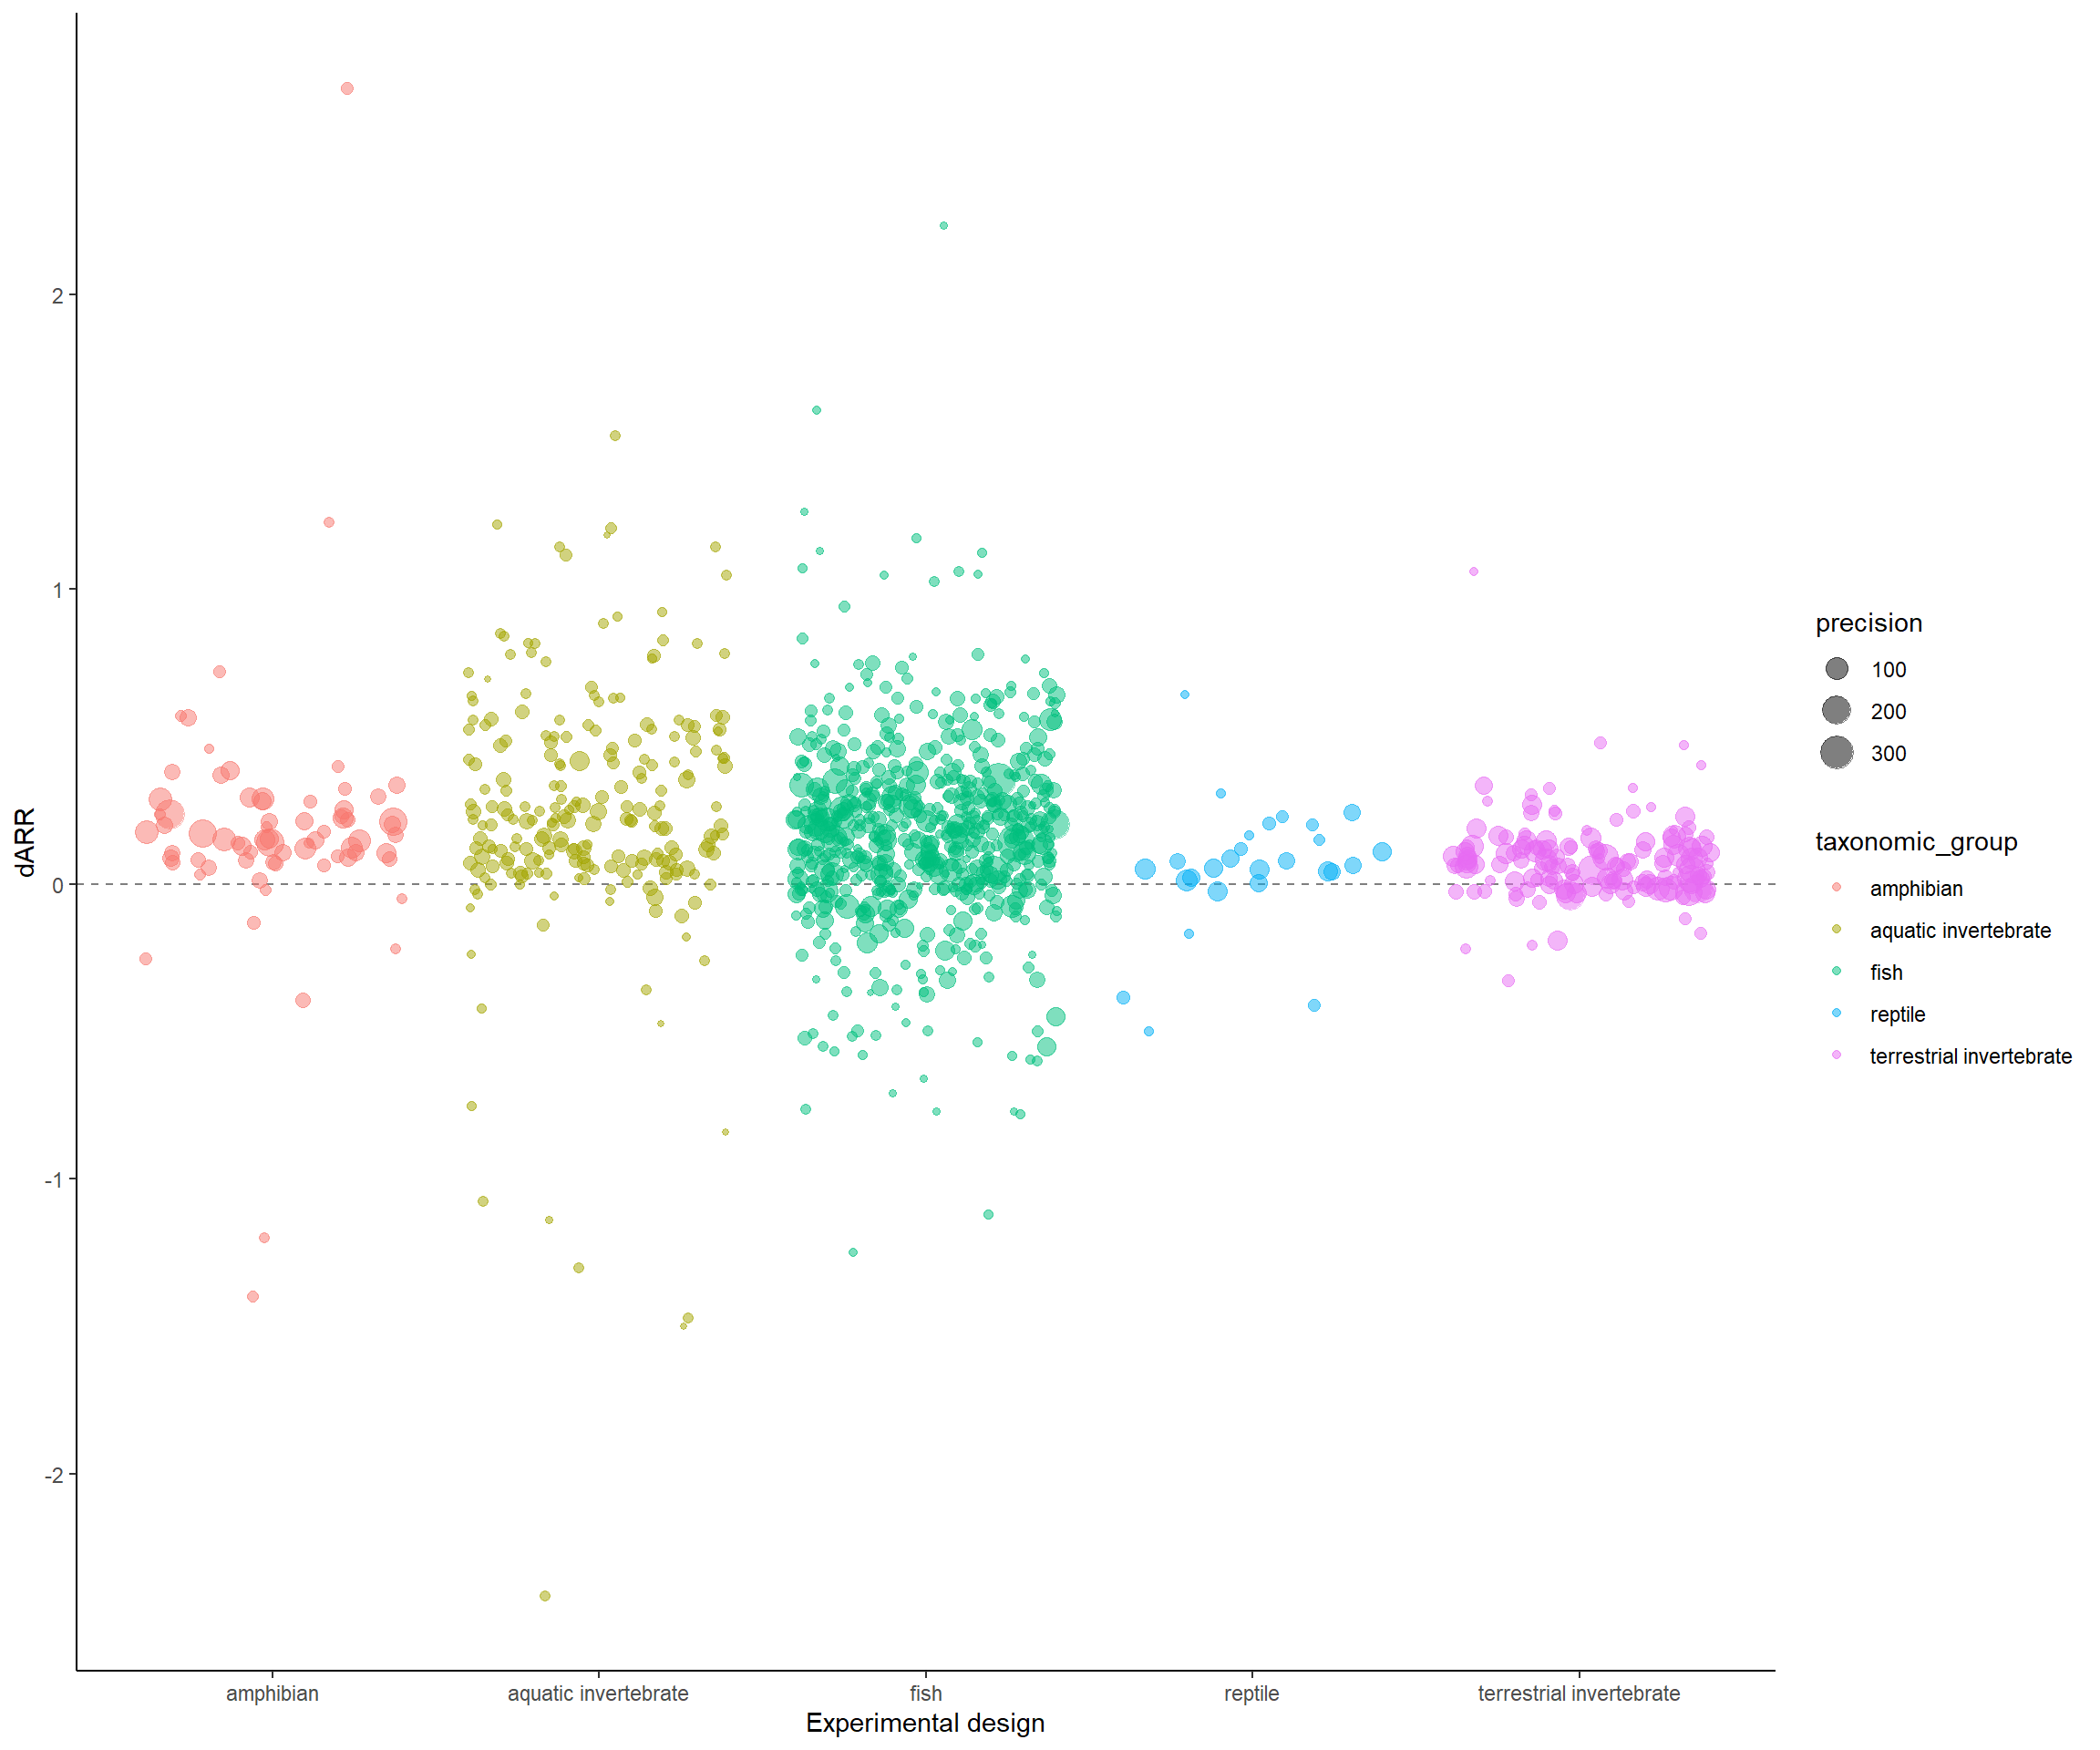 dARR
2
1
0
-1
-2
amphibian
aquatic invertebrate
fish
reptile
terrestrial invertebrate
Experimental design
precision
100
200
300
taxonomic_group
amphibian
aquatic invertebrate
fish
reptile
terrestrial invertebrate